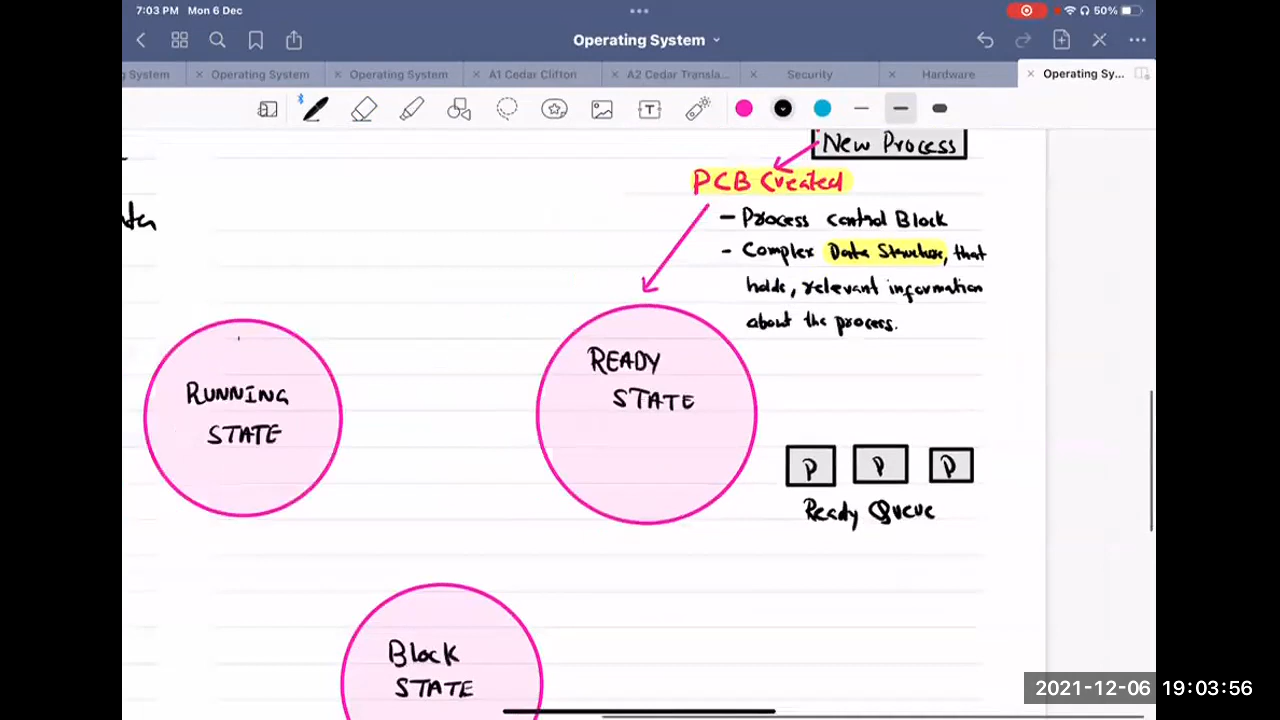 7:03 PM Mon 6 Dec
50%
Operating System
g System
Operating System
Operating System
A1 Cedar Clifton
A2 Cedar Transla...
Security
Hardware
Operating Sy...
New Process
PCB Created
- Process control Block
- Complex Data Structure, that
holds, relevant information
about the process.
RUNNING
STATE
READY
STATE
P P P
Ready Queue
Block
STATE
2021-12-06 19:03:56